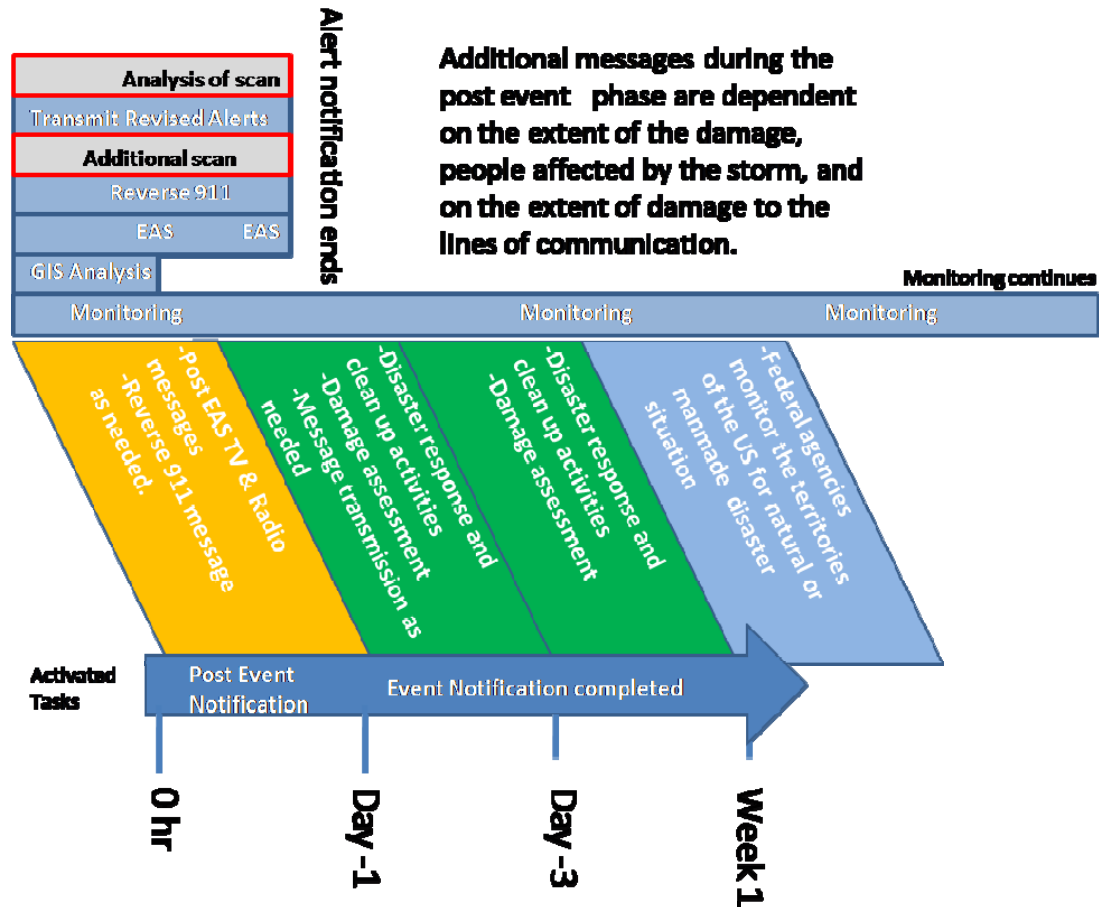 Analysis of scan
Transmit Revised Alerts
Additional scan
Reverse 911
EAS EAS
GIS Analysis
Alert notification ends
Additional messages during the
post event phase are dependent
on the extent of the damage,
people affected by the storm, and
on the extent of damage to the
lines of communication.
Monitoring continues
Monitoring Monitoring Monitoring
-Post EAS TV & Radio
messages
-Reverse 911 message
as needed.
-Disaster response and
clean up activities
-Damage assessment
-Message transmission as
needed
-Disaster response and
clean up activities
-Damage assessment
-Federal agencies
monitor the territories
of the US for natural or
manmade disaster
situation
Activated
Tasks
Post Event
Notification
Event Notification completed
0 hr
Day -1
Day -3
Week 1